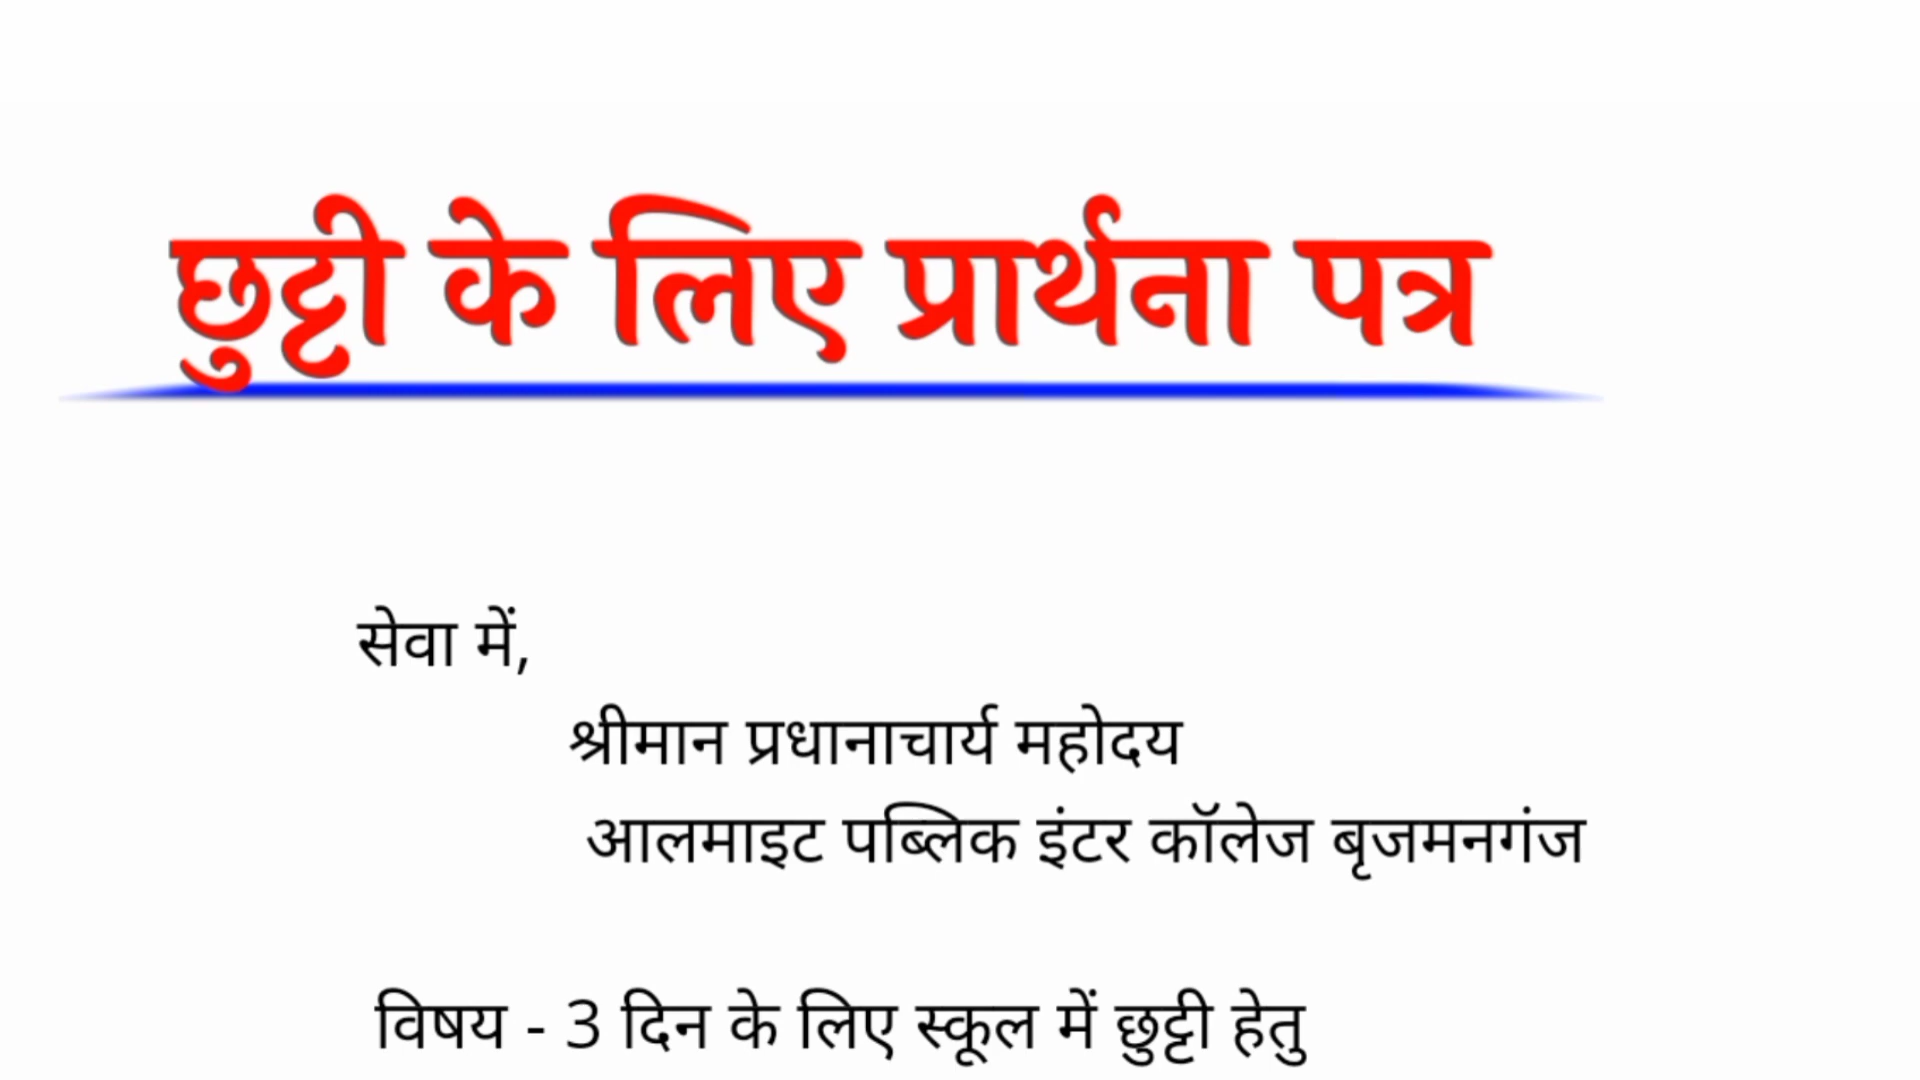 छुट्टी के लिए प्रार्थना पत्र
सेवा में,
श्रीमान प्रधानाचार्य महोदय
आलमाइट पब्लिक इंटर कॉलेज बृजमनगंज
विषय - 3 दिन के लिए स्कूल में छुट्टी हेतु